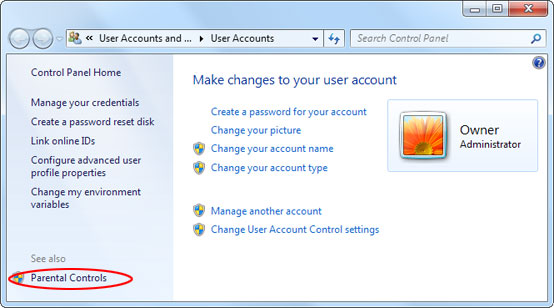 « User Accounts and ... ▸ User Accounts
Search Control Panel
Control Panel Home
Manage your credentials
Create a password reset disk
Link online IDs
Configure advanced user
profile properties
Change my environment
variables
See also
Parental Controls
Make changes to your user account
Create a password for your account
Change your picture
Change your account name
Change your account type
Manage another account
Change User Account Control settings
Owner
Administrator